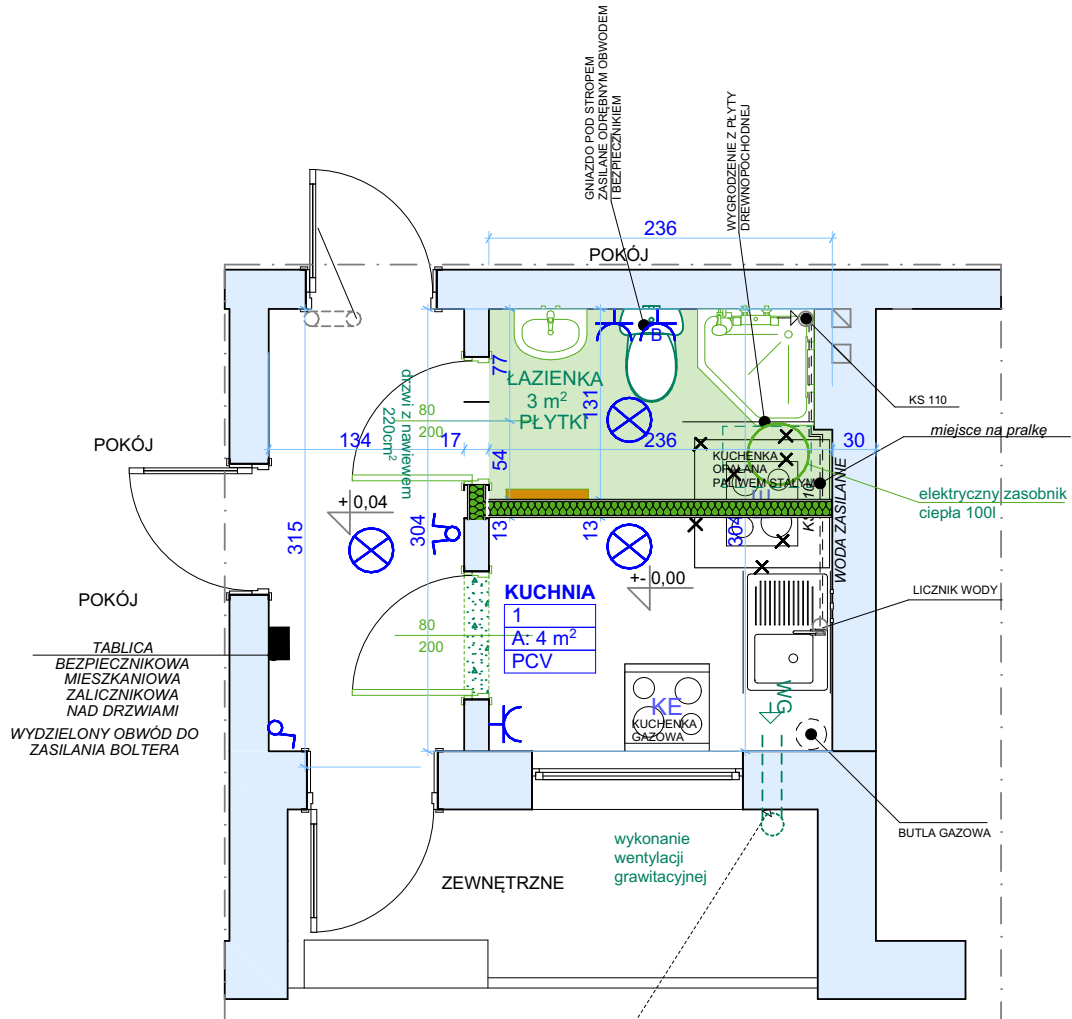 GNIAZDO POD STROPEM
ZASILANE ODRĘBNYM OBWODEM
I BEZPIECZNIKIEM
WYGRODZENIE Z PŁYTY
DREWNOPOCHODNEJ
236
POKÓJ
77
B
ŁAZIENKA
3 m²
PŁYTKI
131
drzwi z nawiewem
220cm²
80
200
KS 110
miejsce na pralkę
POKÓJ
134
17
54
236
30
KUCHENKA
OPALANA
PALIWEM STAŁYM
elektryczny zasobnik
ciepła 100l
WODA ZASILANIE
+ 0,04
315
304
13
13
304
+- 0,00
POKÓJ
KUCHNIA
1
A: 4 m²
PCV
LICZNIK WODY
80
200
TABLICA
BEZPIECZNIKOWA
MIESZKANIOWA
ZALICZNIKOWA
NAD DRZWIAMI
WYDZIELONY OBWÓD DO
ZASILANIA BOLTERA
KE
KUCHENKA
GAZOWA
WG
BUTLA GAZOWA
wykonanie
wentylacji
grawitacyjnej
ZEWNĘTRZNE